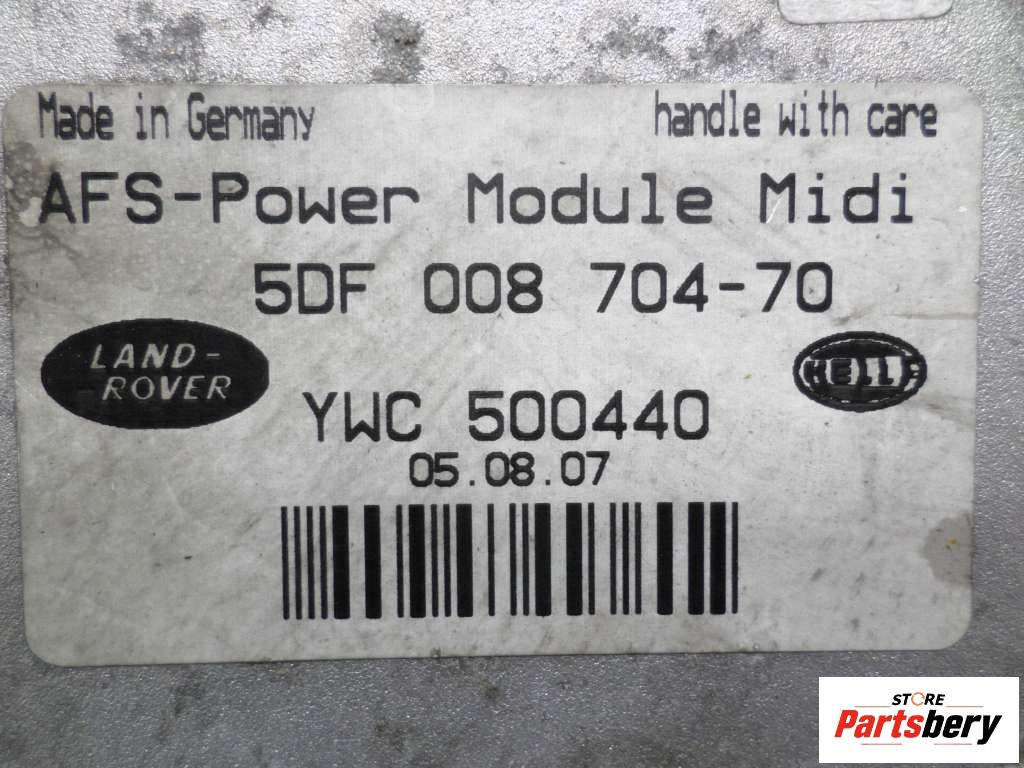 Made in Germany handle with care
AFS-Power Module Midi
5DF 008 704-70
LAND-
ROVER
HELLA
YWC 500440
05.08.07
STORE
Partsbery